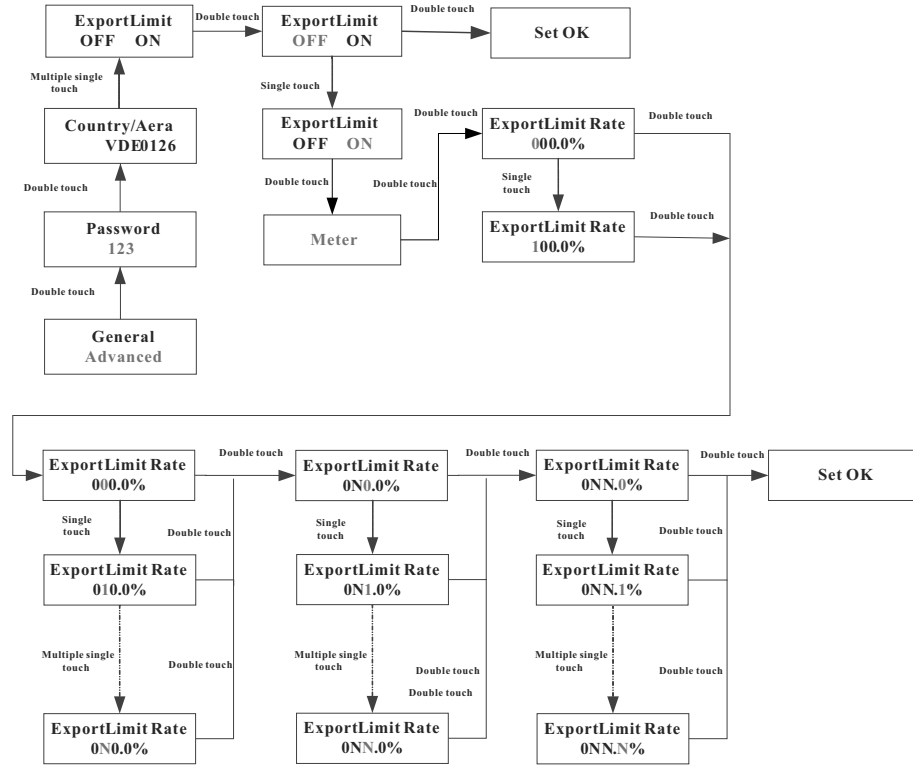 ExportLimit
OFF ON
Double touch
ExportLimit
OFF ON
Double touch
Set OK
Multiple single
touch
Single
touch
Country/Aera
VDE0126
ExportLimit
OFF ON
Double touch
ExportLimit Rate
000.0%
Double touch
Double touch
Double touch
Double touch
Single
touch
Password
123
Meter
ExportLimit Rate
100.0%
Double touch
Double touch
General
Advanced
ExportLimit Rate
000.0%
Double touch
ExportLimit Rate
0N0.0%
Double touch
ExportLimit Rate
0NN.0%
Double touch
Set OK
Single
touch
Double touch
Single
touch
Double touch
Single
touch
Double touch
ExportLimit Rate
010.0%
ExportLimit Rate
0N1.0%
ExportLimit Rate
0NN.1%
Multiple single
touch
Double touch
Multiple single
touch
Double touch
Double touch
Multiple single
touch
Double touch
ExportLimit Rate
0N0.0%
ExportLimit Rate
0NN.0%
ExportLimit Rate
0NN.N%